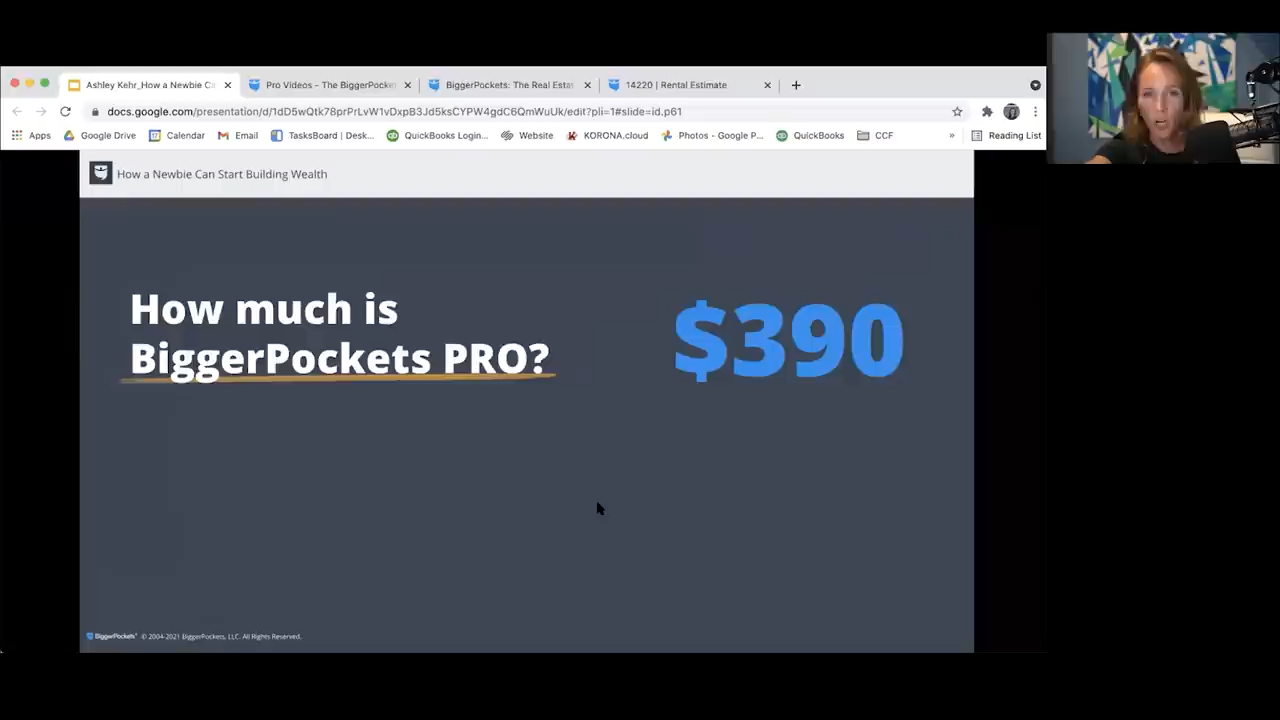 Ashley Kehr_How a Newbie Ca
Pro Videos - The BiggerPocke
BiggerPockets: The Real Esta
14220 | Rental Estimate
docs.google.com/presentation/d/1dD5wQtk78prPrLvW1vDxpB3Jd5ksCYPW4gdC6QmWuUk/edit?pli=1#slide=id.p61
Apps
Google Drive
Calendar
Email
TasksBoard | Desk...
QuickBooks Login...
Website
KORONA.cloud
Photos - Google P...
QuickBooks
CCF
»
Reading List
How a Newbie Can Start Building Wealth
How much is
BiggerPockets PRO?
$390
BiggerPockets® © 2004-2021 BiggerPockets, LLC. All Rights Reserved.